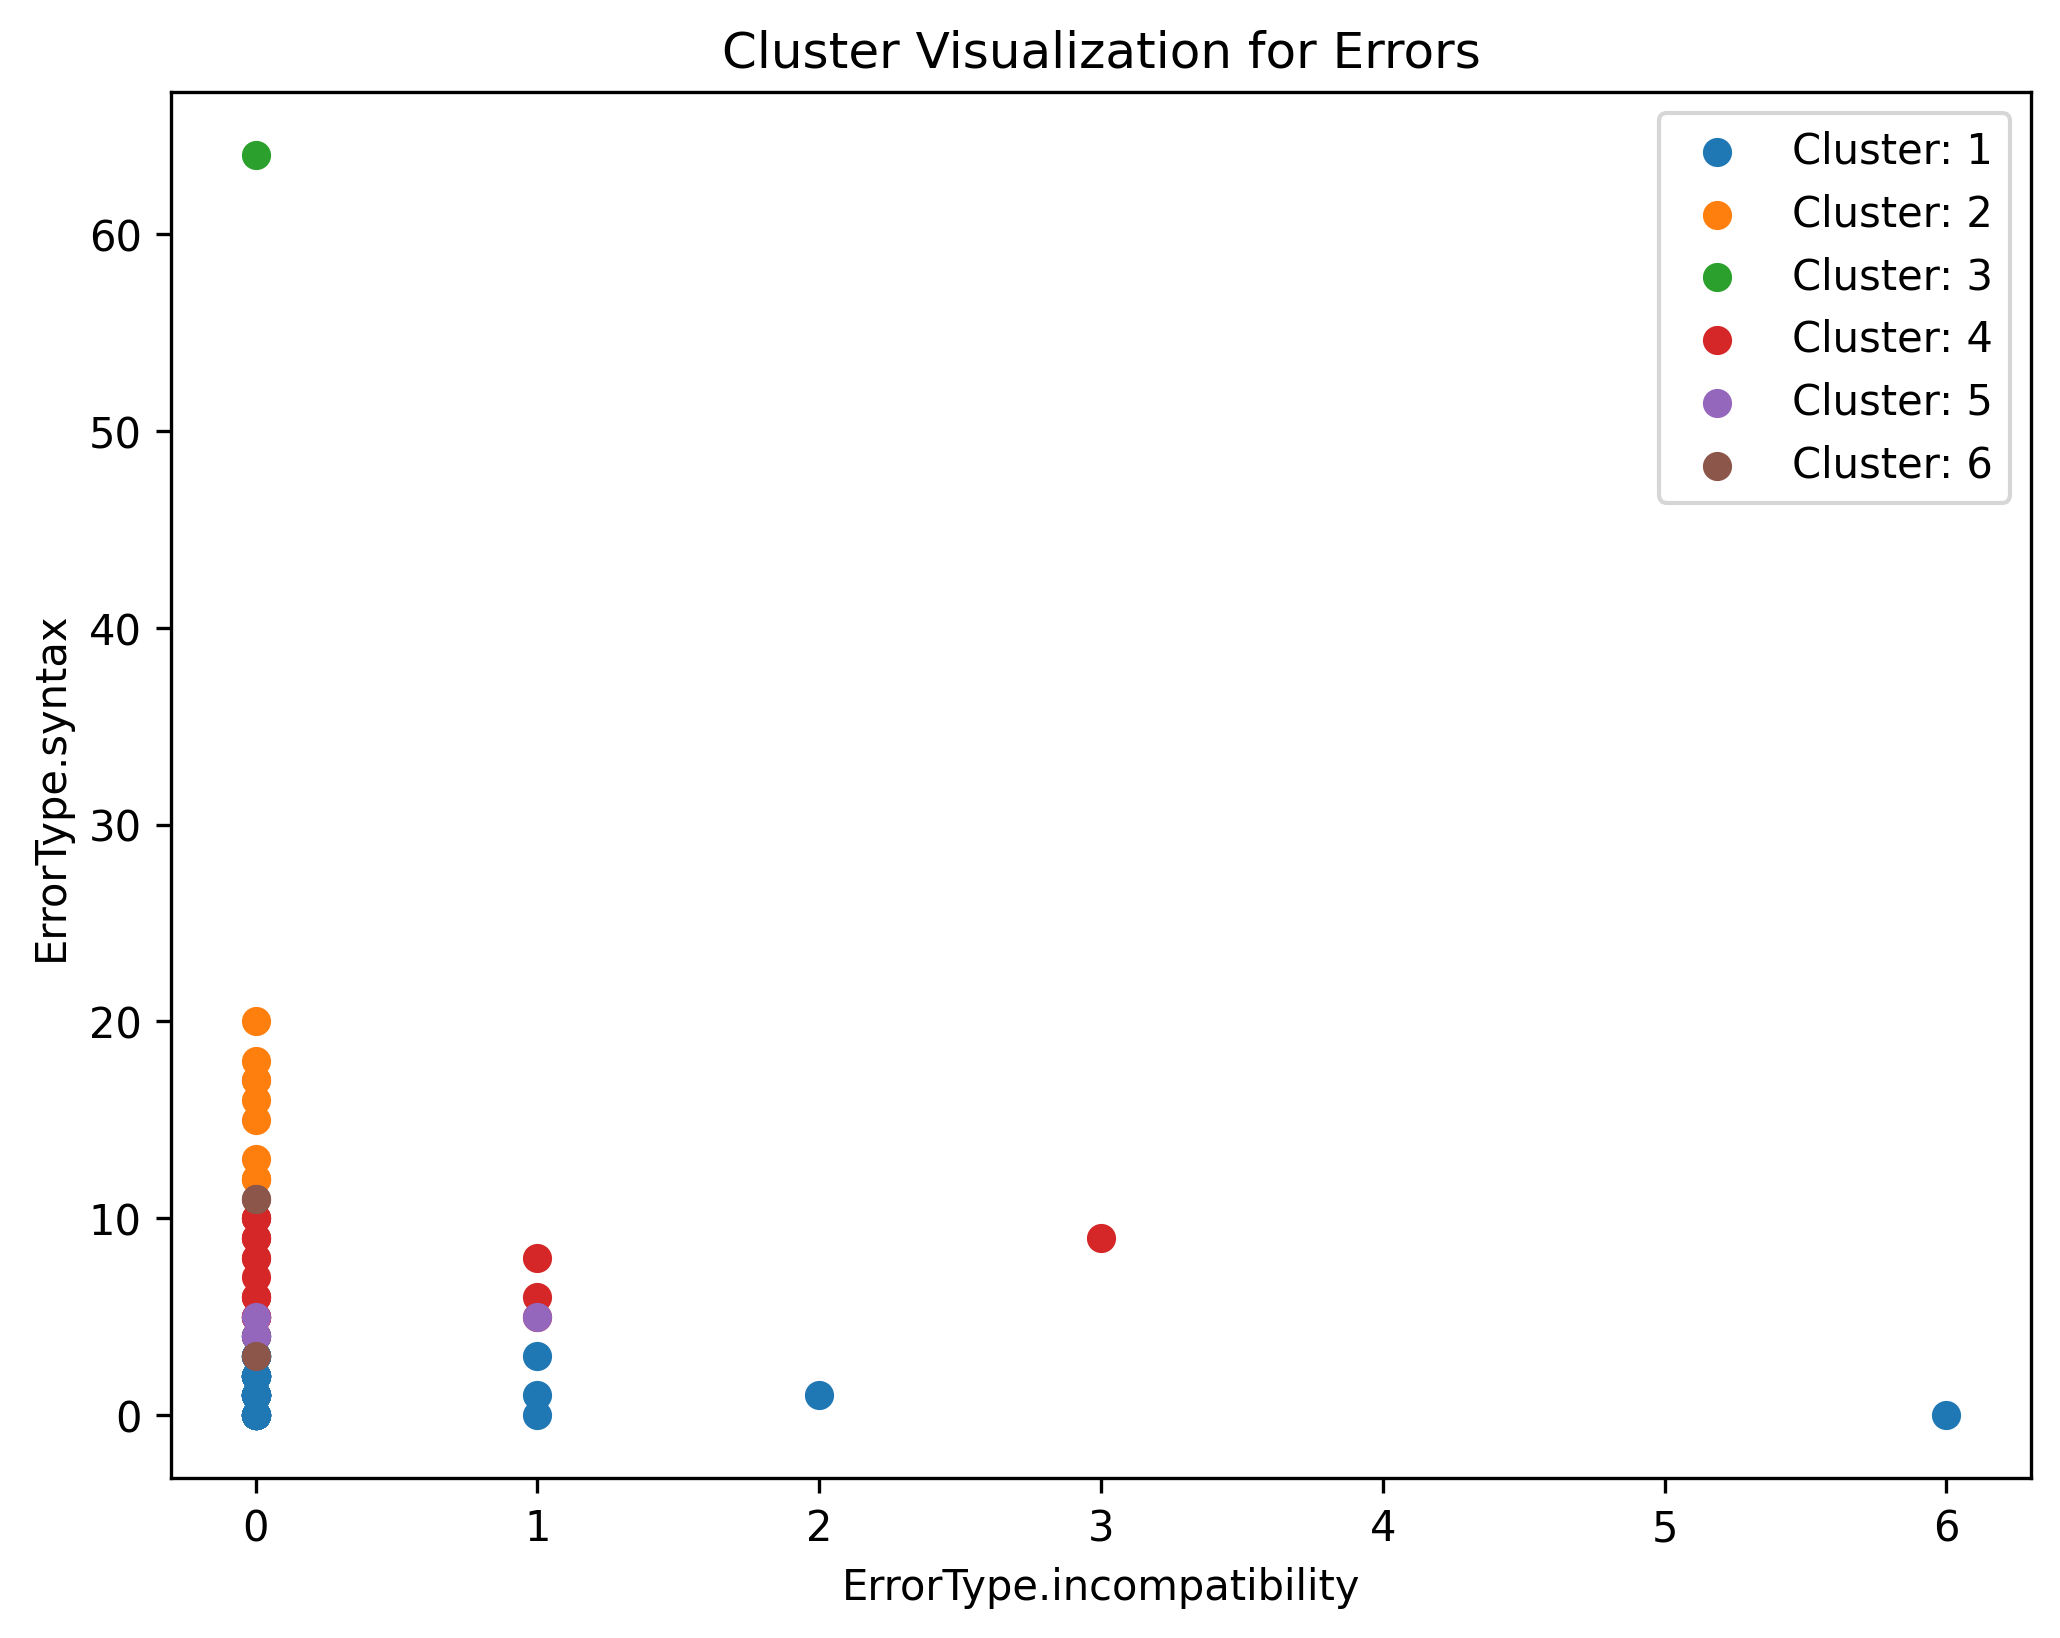 Cluster Visualization for Errors
Cluster: 1
Cluster: 2
Cluster: 3
Cluster: 4
Cluster: 5
Cluster: 6
ErrorType.syntax
60
50
40
30
20
10
0
0 1 2 3 4 5 6
ErrorType.incompatibility